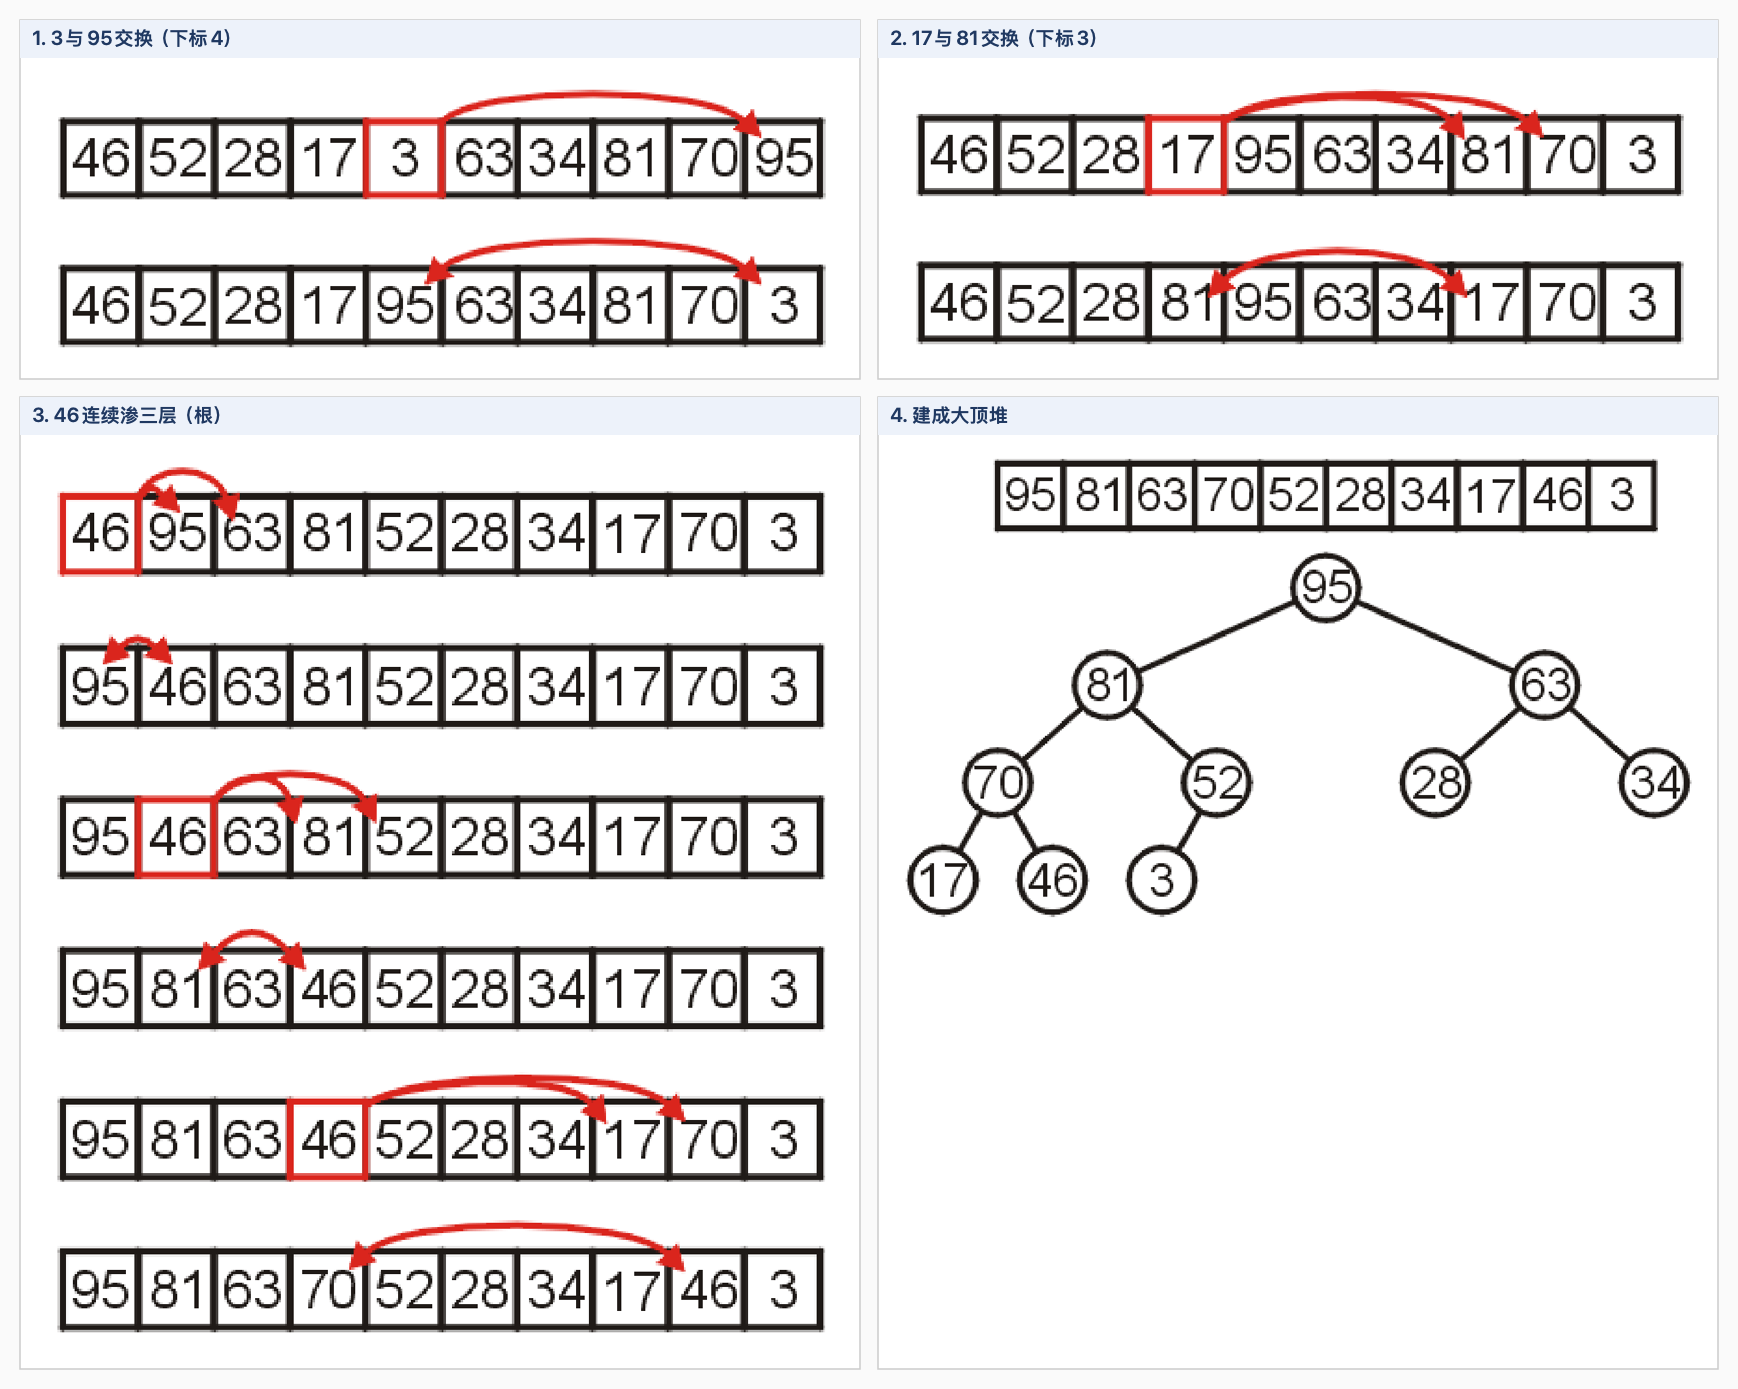 1. 3与95交换（下标4）
46 52 28 17 3 63 34 81 70 95
46 52 28 17 95 63 34 81 70 3
2. 17与81交换（下标3）
46 52 28 17 95 63 34 81 70 3
46 52 28 81 95 63 34 17 70 3
3. 46连续渗三层（根）
46 95 63 81 52 28 34 17 70 3
95 46 63 81 52 28 34 17 70 3
95 46 63 81 52 28 34 17 70 3
95 81 63 46 52 28 34 17 70 3
95 81 63 46 52 28 34 17 70 3
95 81 63 70 52 28 34 17 46 3
4. 建成大顶堆
95 81 63 70 52 28 34 17 46 3
95
81 63
70 52 28 34
17 46 3